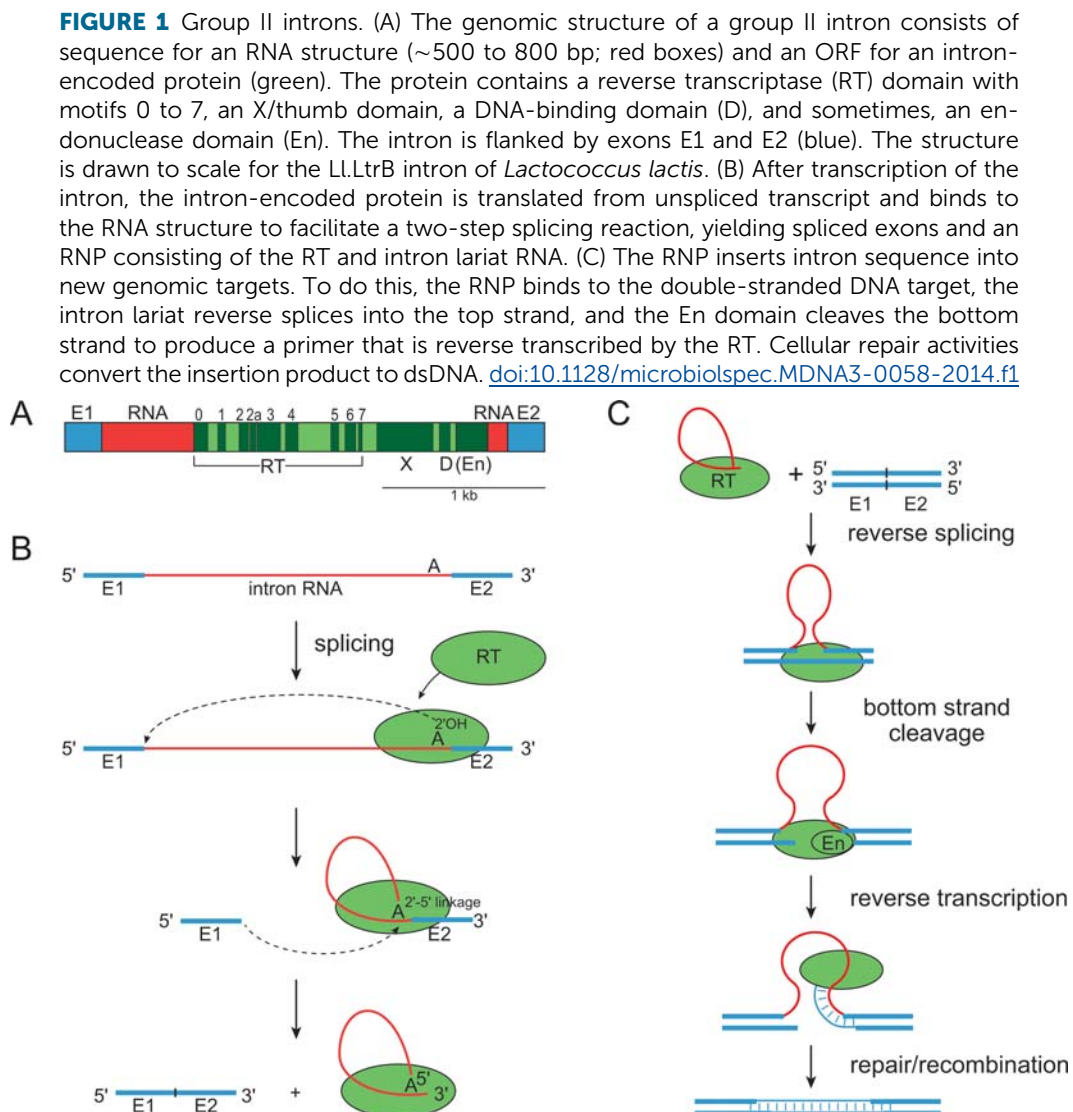 FIGURE 1 Group II introns. (A) The genomic structure of a group II intron consists of
sequence for an RNA structure (~500 to 800 bp; red boxes) and an ORF for an intron-
encoded protein (green). The protein contains a reverse transcriptase (RT) domain with
motifs 0 to 7, an X/thumb domain, a DNA-binding domain (D), and sometimes, an en-
donuclease domain (En). The intron is flanked by exons E1 and E2 (blue). The structure
is drawn to scale for the Ll.LtrB intron of Lactococcus lactis. (B) After transcription of the
intron, the intron-encoded protein is translated from unspliced transcript and binds to
the RNA structure to facilitate a two-step splicing reaction, yielding spliced exons and an
RNP consisting of the RT and intron lariat RNA. (C) The RNP inserts intron sequence into
new genomic targets. To do this, the RNP binds to the double-stranded DNA target, the
intron lariat reverse splices into the top strand, and the En domain cleaves the bottom
strand to produce a primer that is reverse transcribed by the RT. Cellular repair activities
convert the insertion product to dsDNA. doi:10.1128/microbiolspec.MDNA3-0058-2014.f1
A
E1 RNA 0 1 2 2a 3 4 5 6 7 RNA E2
RT X D (En)
1 kb
B
5' A 3'
E1 intron RNA E2
splicing
RT
2'OH
5' A 3'
E1 E2
2'-5' linkage
5' A 3'
E1 E2
5' 3' + A 5' 3'
E1 E2
C
RT + 5' 3'
3' 5'
E1 E2
reverse splicing
bottom strand
cleavage
En
reverse transcription
repair/recombination